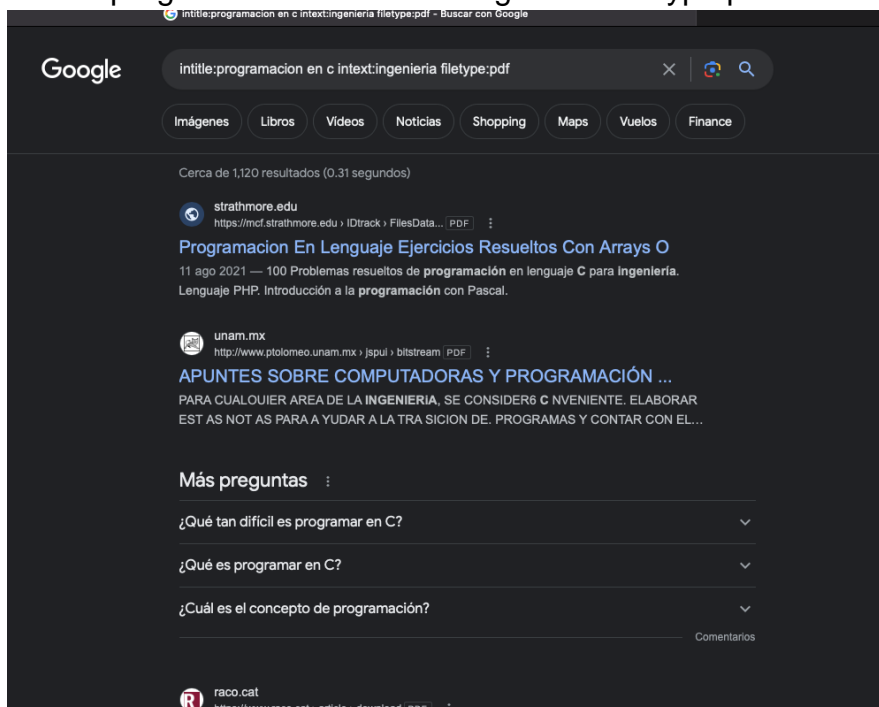 intitle:programacion en c intext:ingenieria filetype:pdf - Buscar con Google
Google
intitle:programacion en c intext:ingenieria filetype:pdf
Imágenes Libros Vídeos Noticias Shopping Maps Vuelos Finance
Cerca de 1,120 resultados (0.31 segundos)
strathmore.edu
https://mcf.strathmore.edu › IDtrack › FilesData... PDF
Programacion En Lenguaje Ejercicios Resueltos Con Arrays O
11 ago 2021 — 100 Problemas resueltos de programación en lenguaje C para ingeniería.
Lenguaje PHP. Introducción a la programación con Pascal.
unam.mx
http://www.ptolomeo.unam.mx › jspui › bitstream PDF
APUNTES SOBRE COMPUTADORAS Y PROGRAMACIÓN ...
PARA CUALOUIER AREA DE LA INGENIERiA, SE CONSIDER6 C NVENIENTE. ELABORAR
EST AS NOT AS PARA A YUDAR A LA TRA SICION DE. PROGRAMAS Y CONTAR CON EL...
Más preguntas
¿Qué tan difícil es programar en C?
¿Qué es programar en C?
¿Cuál es el concepto de programación?
Comentarios
raco.cat